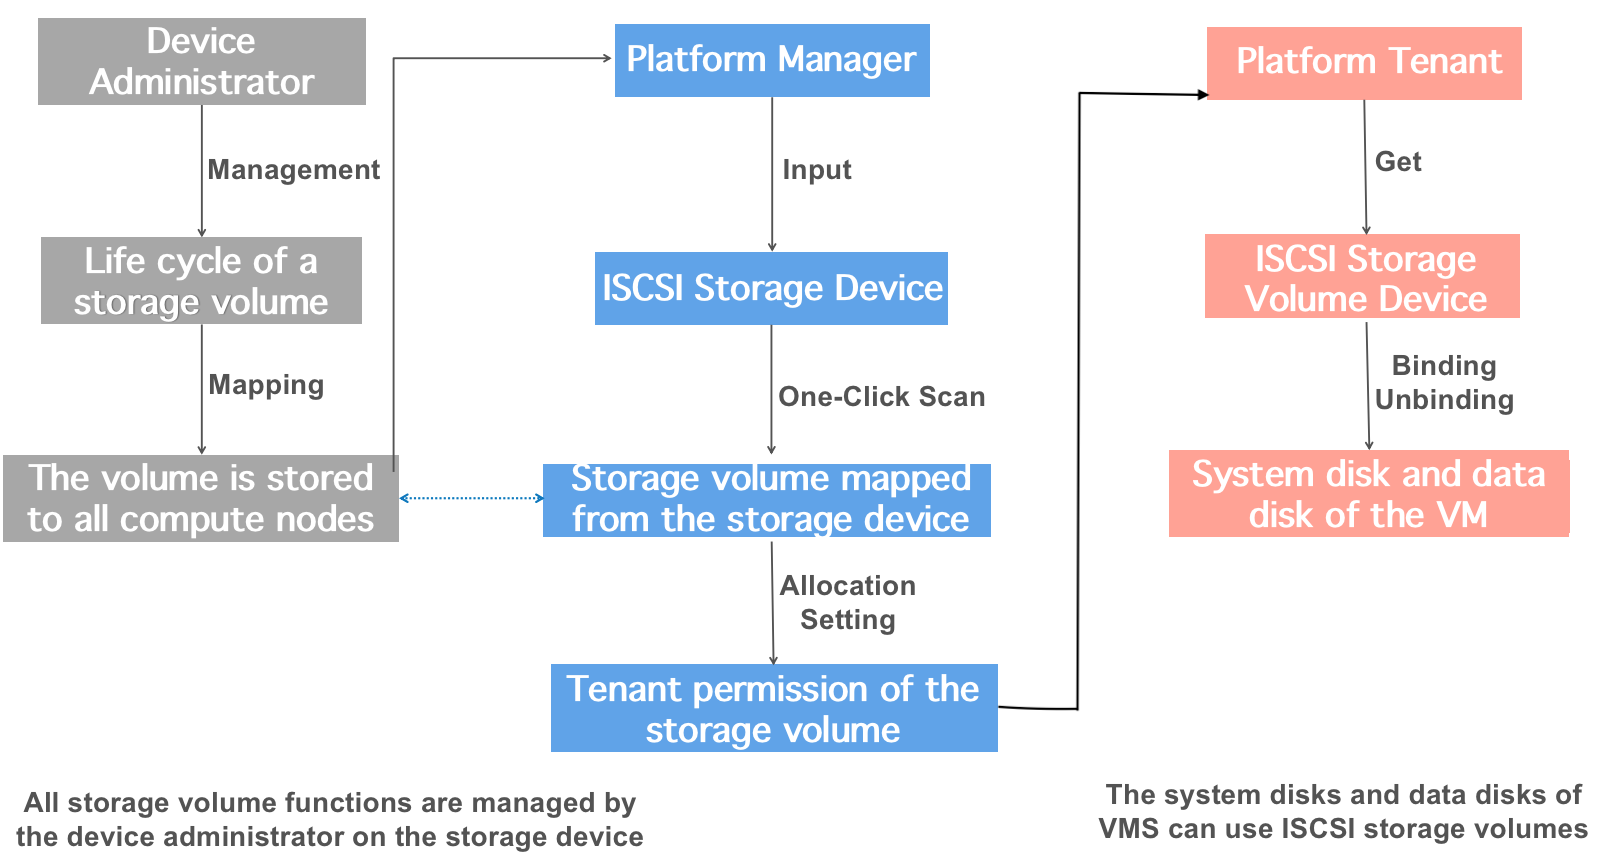 Device
Administrator
Management
Life cycle of a
storage volume
Mapping
The volume is stored
to all compute nodes
Platform Manager
Input
ISCSI Storage Device
One-Click Scan
Storage volume mapped
from the storage device
Allocation
Setting
Tenant permission of the
storage volume
Platform Tenant
Get
ISCSI Storage
Volume Device
Binding
Unbinding
System disk and data
disk of the VM
All storage volume functions are managed by
the device administrator on the storage device
The system disks and data disks of
VMS can use ISCSI storage volumes